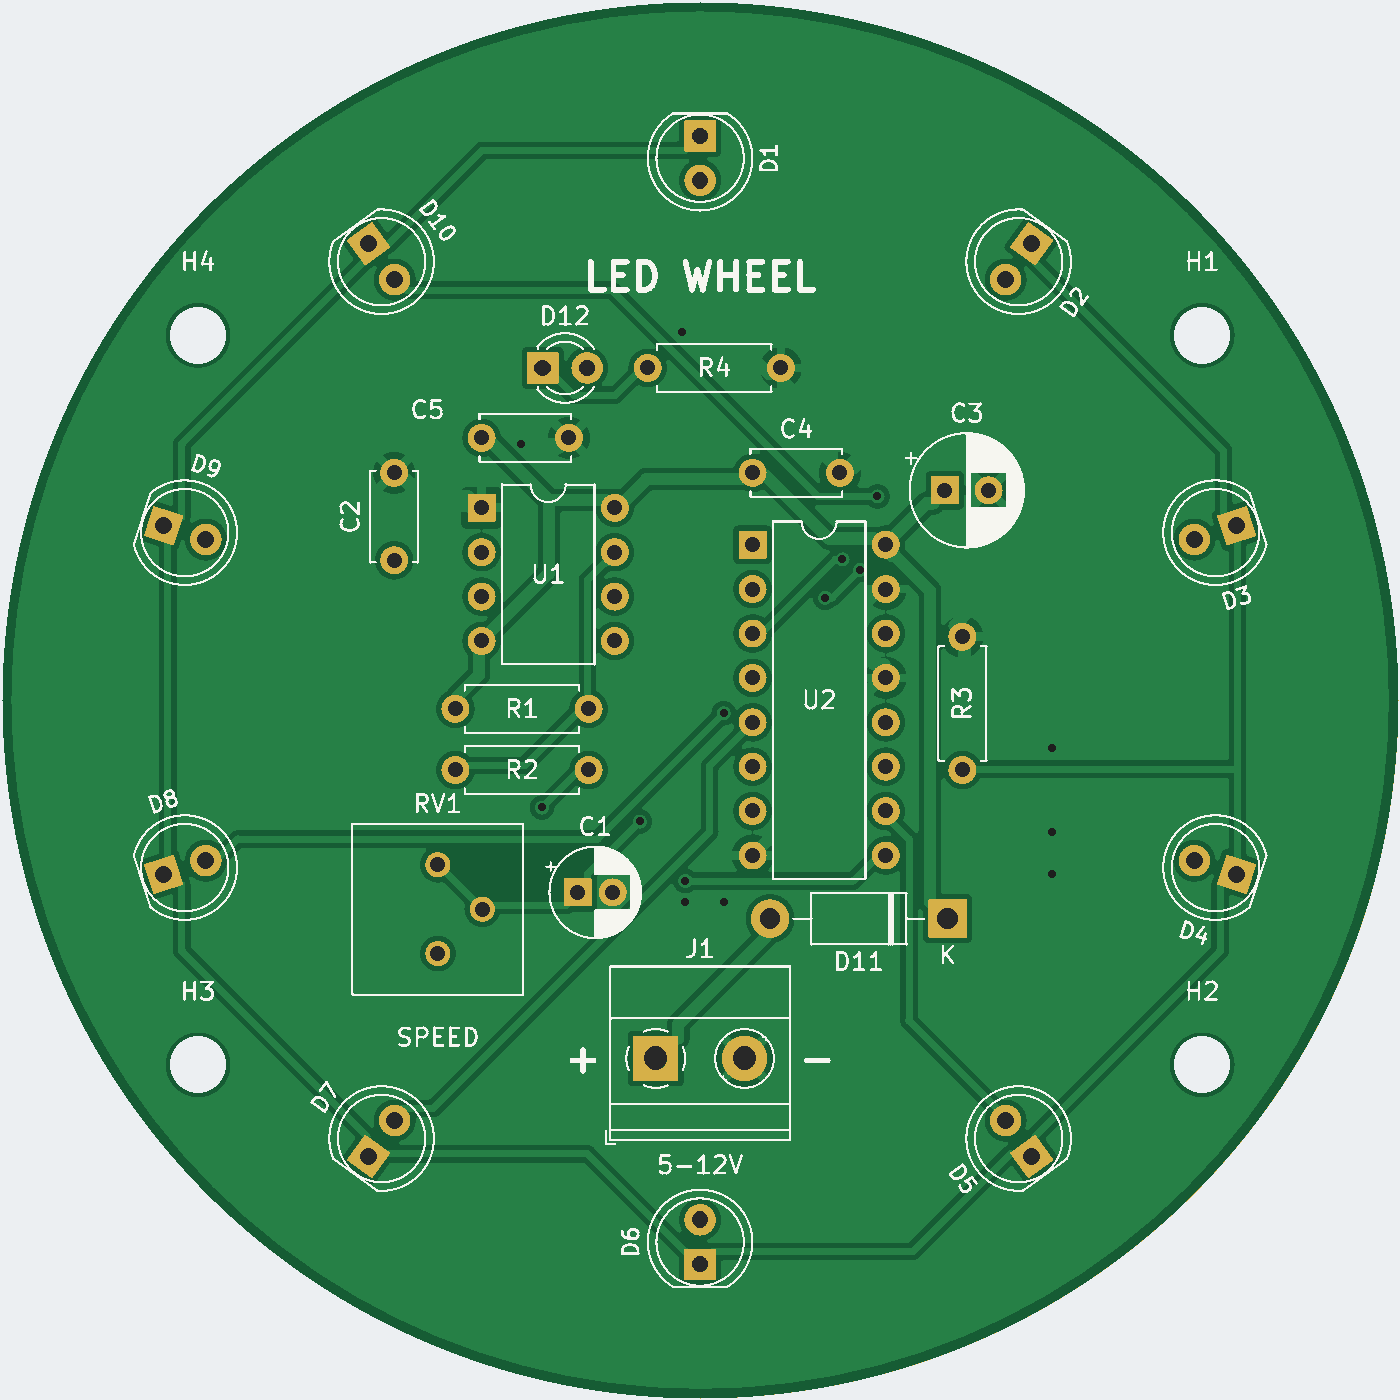 D1
D10
H4
H1
LED WHEEL
D2
D12
R4
C5
C3
+
C4
D9
C2
U1
D3
R3
U2
R1
R2
D8
RV1
C1
+
D4
J1
K
D11
H3
H2
SPEED
+ −
D7
5-12V
D5
D6